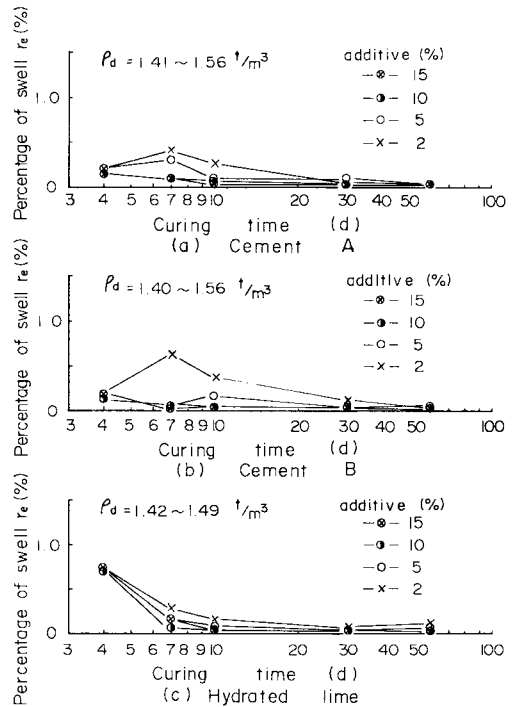 Percentage of swell re (%)
ρd = 1.41 ~ 1.56 t/m³
additive (%)
—⊗— 15
—◑— 10
—○— 5
—×— 2
1.0
0
3 4 5 6 7 8 9 10 20 30 40 50 100
Curing time (d)
(a) Cement A
Percentage of swell re (%)
ρd = 1.40 ~ 1.56 t/m³
additive (%)
—⊗— 15
—◑— 10
—○— 5
—×— 2
1.0
0
3 4 5 6 7 8 9 10 20 30 40 50 100
Curing time (d)
(b) Cement B
Percentage of swell re (%)
ρd = 1.42 ~ 1.49 t/m³
additive (%)
—⊗— 15
—◑— 10
—○— 5
—×— 2
1.0
0
3 4 5 6 7 8 9 10 20 30 40 50 100
Curing time (d)
(c) Hydrated lime